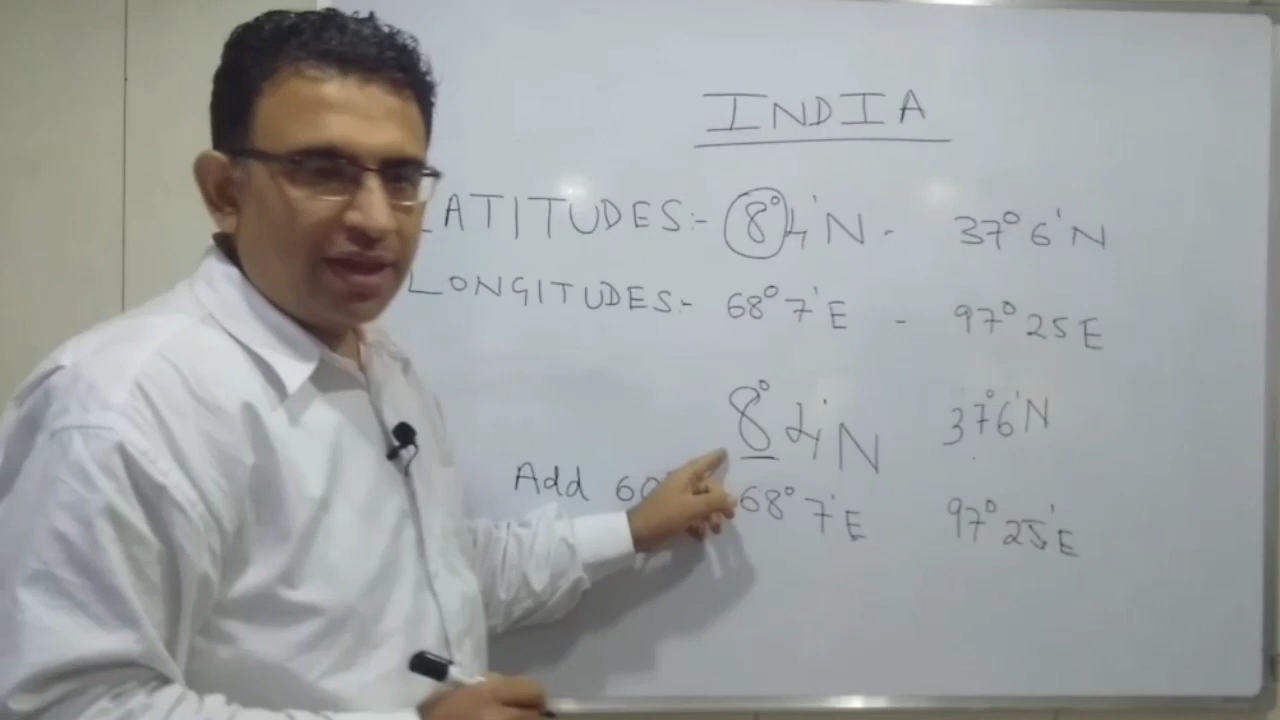 INDIA
LATITUDES:- 8°4'N - 37°6'N
LONGITUDES:- 68°7'E - 97°25E
8°4'N 37°6'N
Add 60° 68°7'E 97°25'E